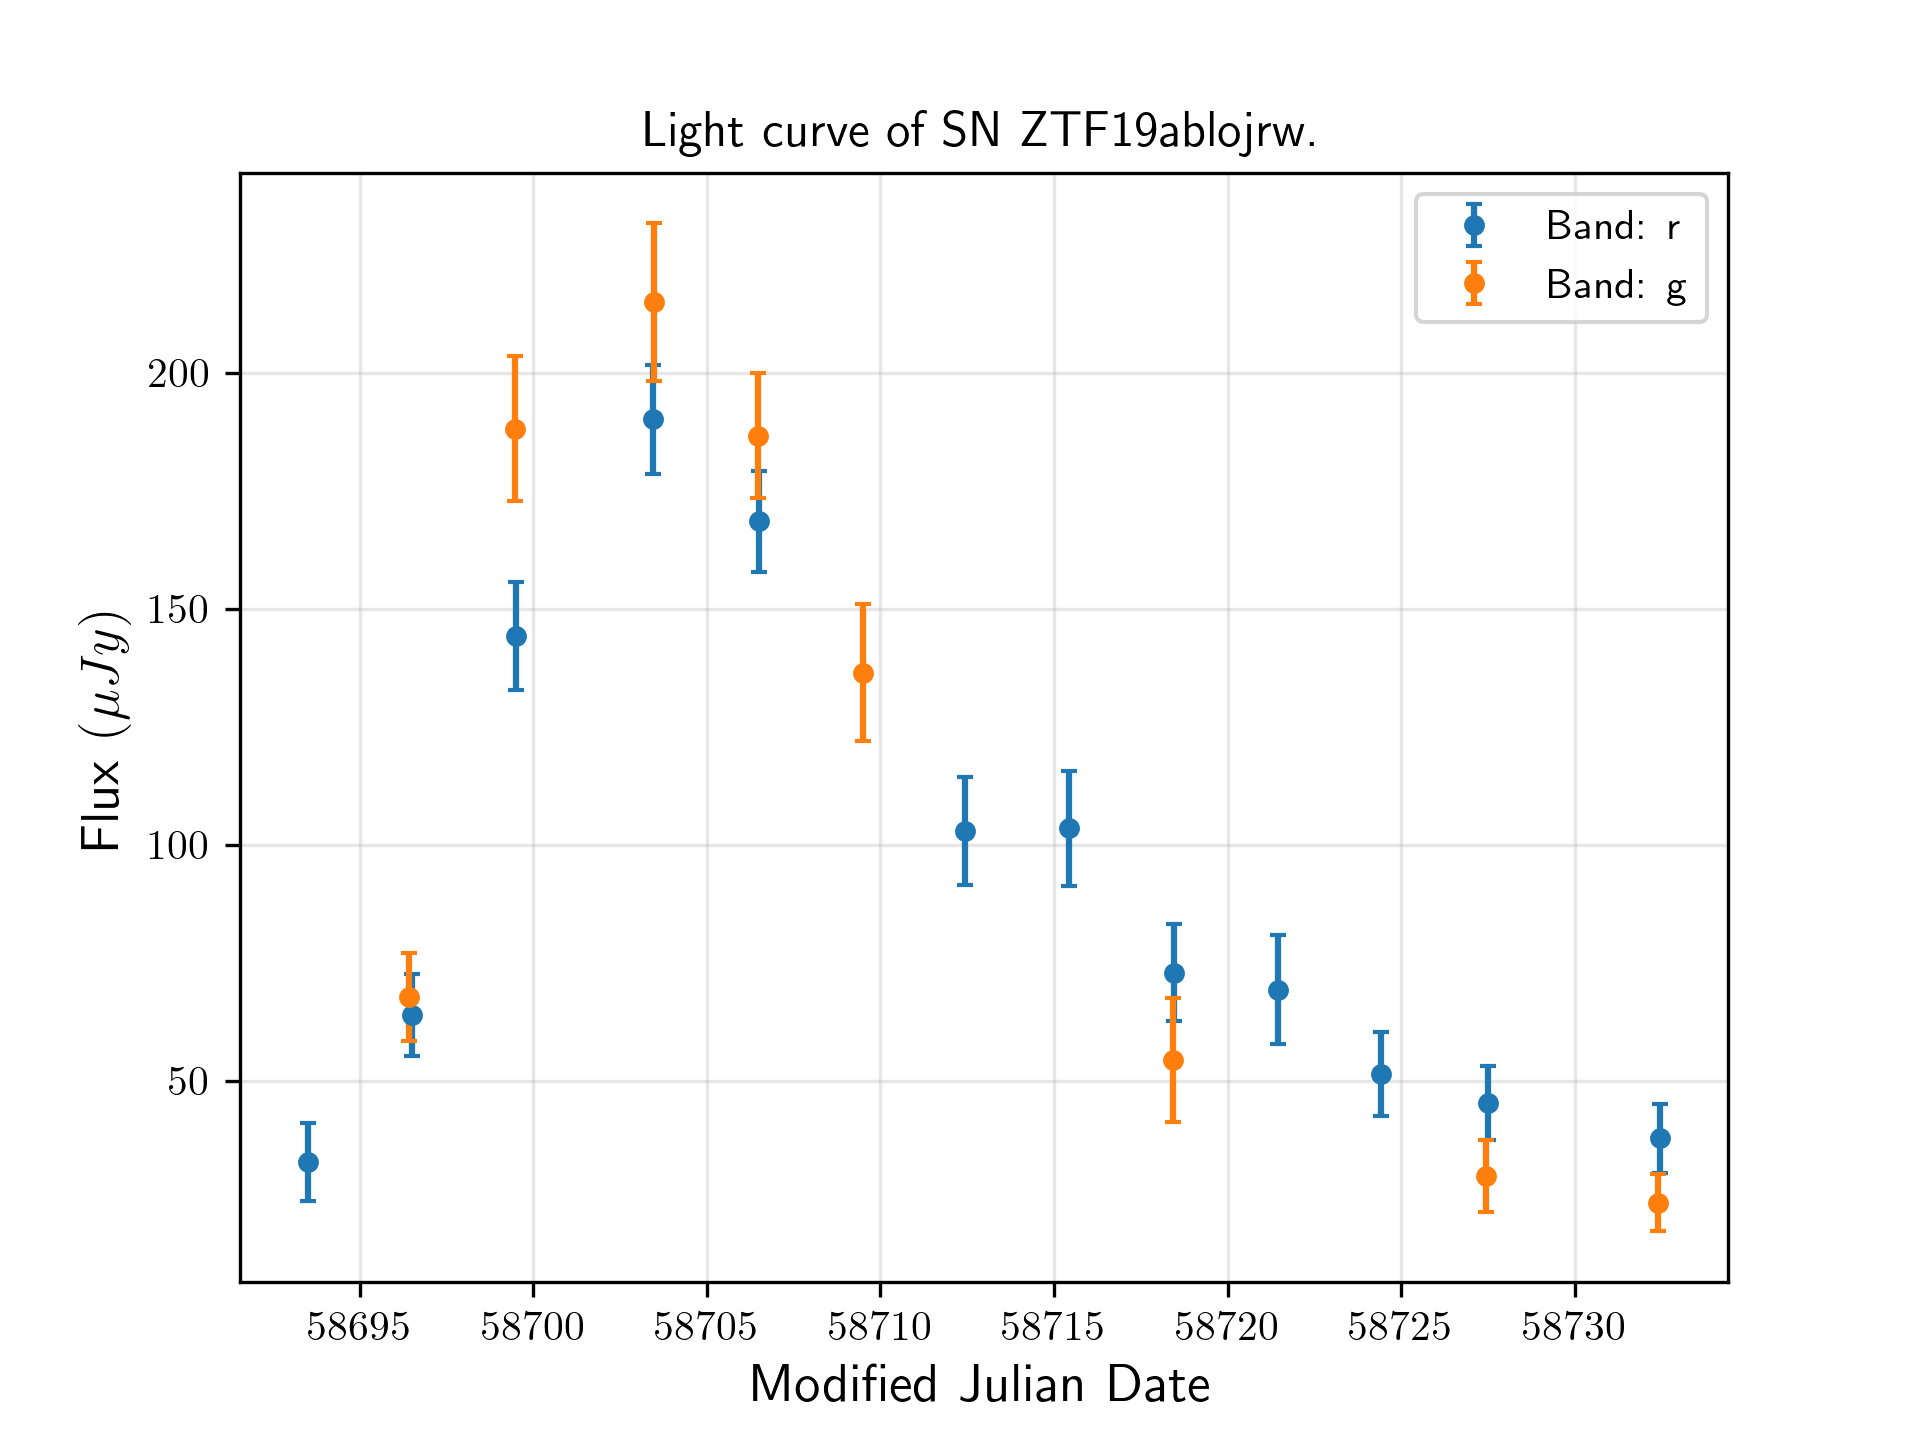 Light curve of SN ZTF19ablojrw.
Band: r
Band: g
Flux (μJy)
200
150
100
50
58695 58700 58705 58710 58715 58720 58725 58730
Modified Julian Date